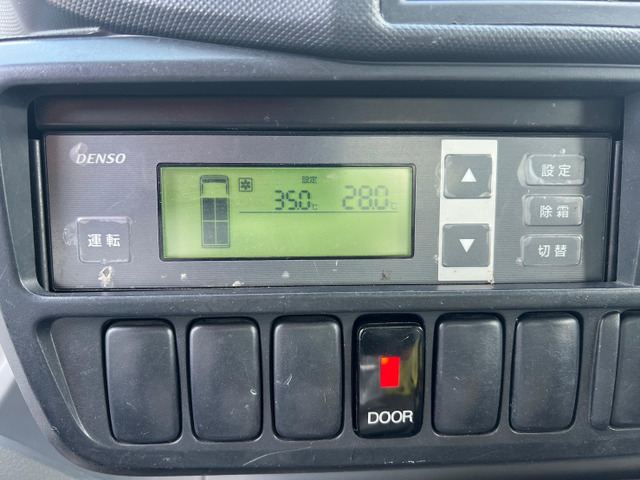 DENSO
運転
設定
35.0℃ 28.0℃
▲
▼
設定
除霜
切替
DOOR